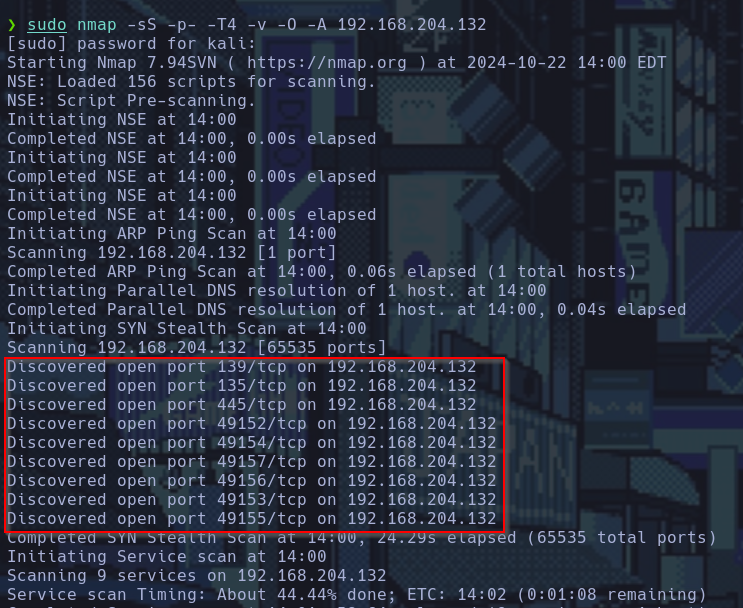 ❯ sudo nmap -sS -p- -T4 -v -O -A 192.168.204.132
[sudo] password for kali:
Starting Nmap 7.94SVN ( https://nmap.org ) at 2024-10-22 14:00 EDT
NSE: Loaded 156 scripts for scanning.
NSE: Script Pre-scanning.
Initiating NSE at 14:00
Completed NSE at 14:00, 0.00s elapsed
Initiating NSE at 14:00
Completed NSE at 14:00, 0.00s elapsed
Initiating NSE at 14:00
Completed NSE at 14:00, 0.00s elapsed
Initiating ARP Ping Scan at 14:00
Scanning 192.168.204.132 [1 port]
Completed ARP Ping Scan at 14:00, 0.06s elapsed (1 total hosts)
Initiating Parallel DNS resolution of 1 host. at 14:00
Completed Parallel DNS resolution of 1 host. at 14:00, 0.04s elapsed
Initiating SYN Stealth Scan at 14:00
Scanning 192.168.204.132 [65535 ports]
Discovered open port 139/tcp on 192.168.204.132
Discovered open port 135/tcp on 192.168.204.132
Discovered open port 445/tcp on 192.168.204.132
Discovered open port 49152/tcp on 192.168.204.132
Discovered open port 49154/tcp on 192.168.204.132
Discovered open port 49157/tcp on 192.168.204.132
Discovered open port 49156/tcp on 192.168.204.132
Discovered open port 49153/tcp on 192.168.204.132
Discovered open port 49155/tcp on 192.168.204.132
Completed SYN Stealth Scan at 14:00, 24.29s elapsed (65535 total ports)
Initiating Service scan at 14:00
Scanning 9 services on 192.168.204.132
Service scan Timing: About 44.44% done; ETC: 14:02 (0:01:08 remaining)
GAME